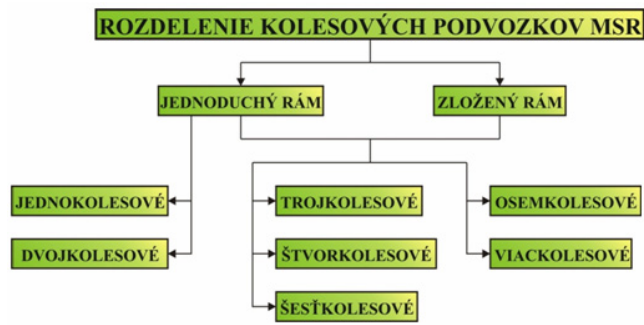 ROZDELENIE KOLESOVÝCH PODVOZKOV MSR
JEDNODUCHÝ RÁM
ZLOŽENÝ RÁM
JEDNOKOLESOVÉ
TROJKOLESOVÉ
OSEMKOLESOVÉ
DVOJKOLESOVÉ
ŠTVORKOLESOVÉ
VIACKOLESOVÉ
ŠESŤKOLESOVÉ